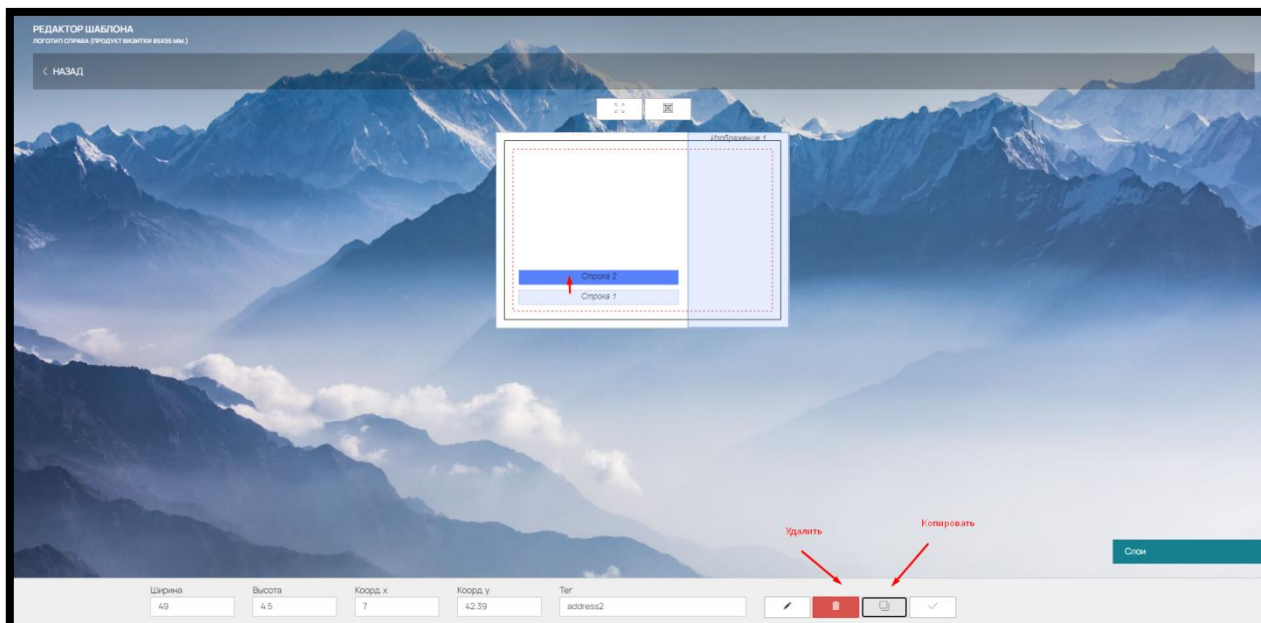 РЕДАКТОР ШАБЛОНА
ЛОГОТИП СПРАВА (ПРОДУКТ ВИЗИТКИ 85X55 ММ.)
< НАЗАД
Изображение 1
Строка 2
Строка 1
Удалить
Копировать
Слои
Ширина
Высота
Коорд х
Коорд у
Тег
49
4.5
7
42.39
address2